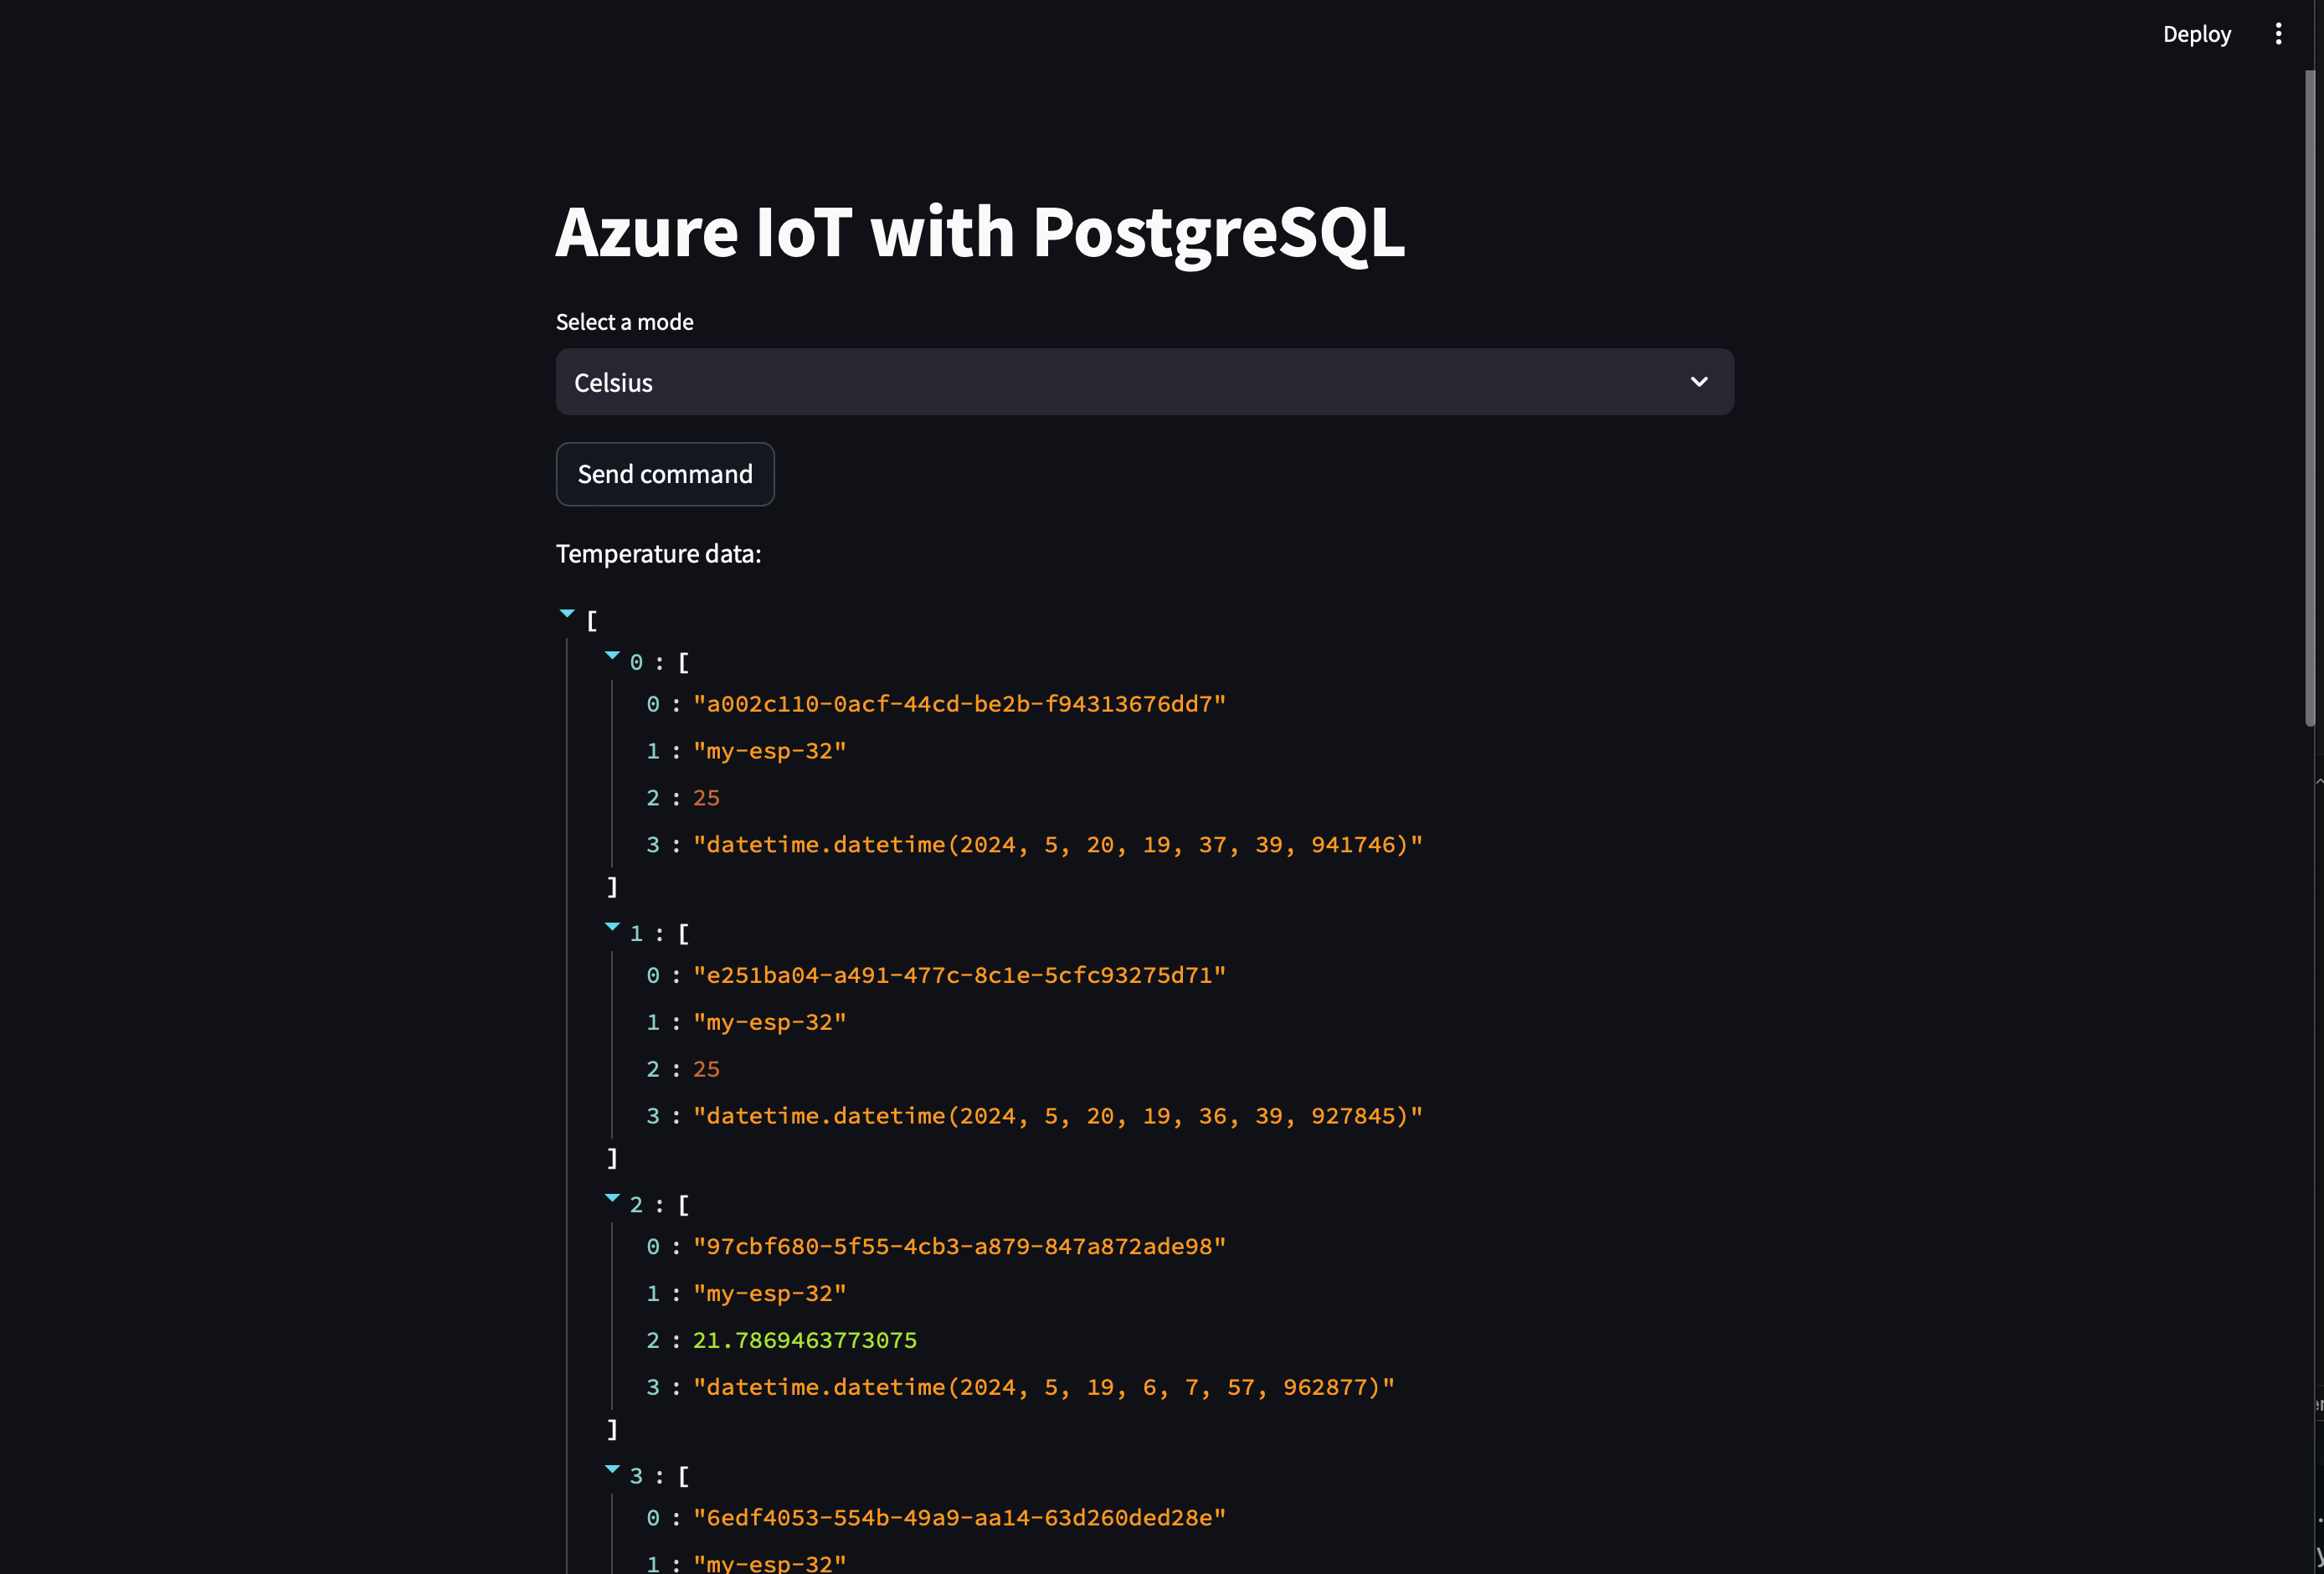 Deploy
Azure IoT with PostgreSQL
Select a mode
Celsius
Send command
Temperature data:
[
0 : [
0 : "a002c110-0acf-44cd-be2b-f94313676dd7"
1 : "my-esp-32"
2 : 25
3 : "datetime.datetime(2024, 5, 20, 19, 37, 39, 941746)"
]
1 : [
0 : "e251ba04-a491-477c-8c1e-5cfc93275d71"
1 : "my-esp-32"
2 : 25
3 : "datetime.datetime(2024, 5, 20, 19, 36, 39, 927845)"
]
2 : [
0 : "97cbf680-5f55-4cb3-a879-847a872ade98"
1 : "my-esp-32"
2 : 21.7869463773075
3 : "datetime.datetime(2024, 5, 19, 6, 7, 57, 962877)"
]
3 : [
0 : "6edf4053-554b-49a9-aa14-63d260ded28e"
1 : "my-esp-32"